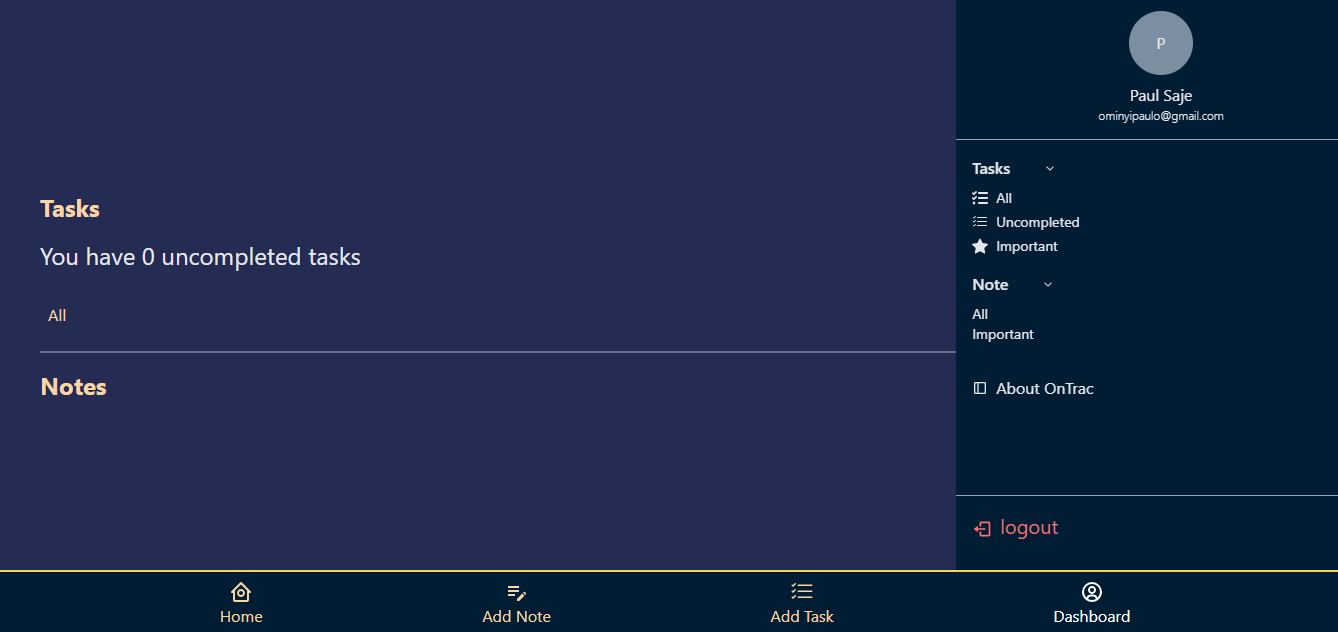 Tasks
You have 0 uncompleted tasks
All
Notes
P
Paul Saje
ominyipaulo@gmail.com
Tasks
All
Uncompleted
Important
Note
All
Important
About OnTrac
logout
Home
Add Note
Add Task
Dashboard